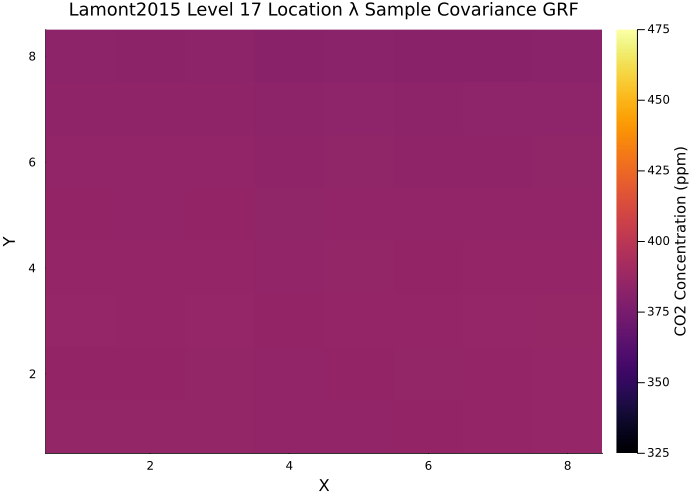 Lamont2015 Level 17 Location λ Sample Covariance GRF
8
6
4
2
Y
2 4 6 8
X
475
450
425
400
375
350
325
CO2 Concentration (ppm)